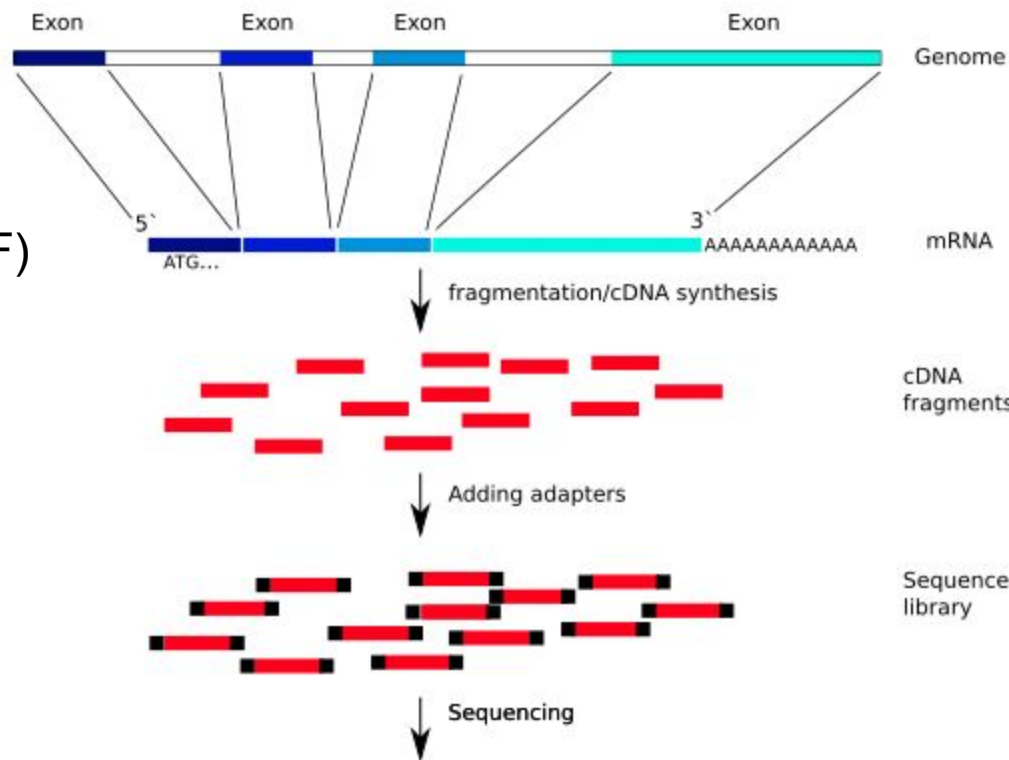 Exon Exon Exon Exon
Genome
5` 3`
F)
AAAAAAAAAAAA mRNA
ATG...
fragmentation/cDNA synthesis
cDNA
fragments
Adding adapters
Sequence
library
Sequencing